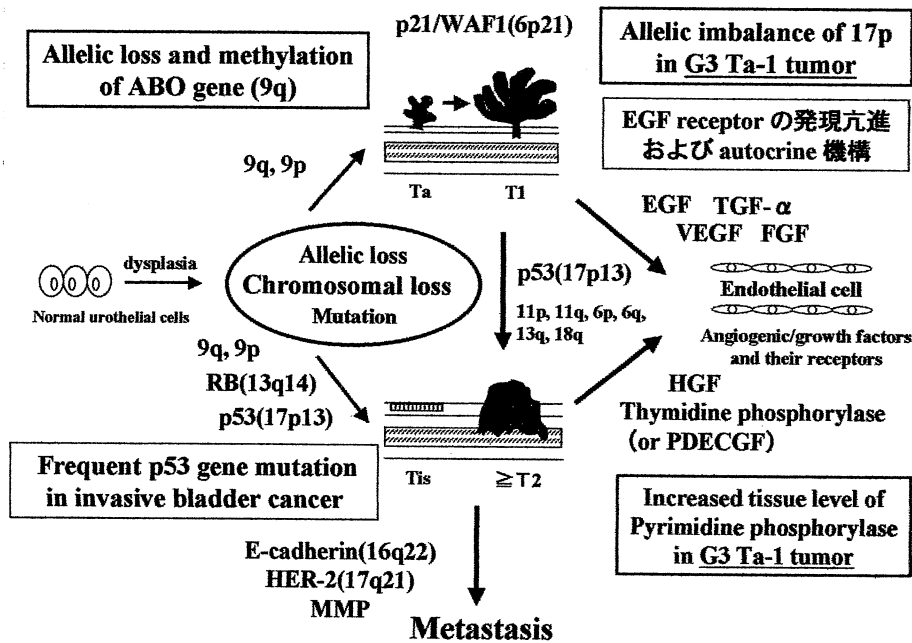 p21/WAF1(6p21)
Allelic loss and methylation
of ABO gene (9q)
Allelic imbalance of 17p
in G3 Ta-1 tumor
EGF receptor の発現亢進
および autocrine 機構
9q, 9p
Ta
T1
EGF TGF-α
VEGF FGF
dysplasia
Normal urothelial cells
Allelic loss
Chromosomal loss
Mutation
p53(17p13)
11p, 11q, 6p, 6q,
13q, 18q
Endothelial cell
Angiogenic/growth factors
and their receptors
9q, 9p
RB(13q14)
p53(17p13)
HGF
Thymidine phosphorylase
(or PDECGF)
Frequent p53 gene mutation
in invasive bladder cancer
Tis
≧T2
Increased tissue level of
Pyrimidine phosphorylase
in G3 Ta-1 tumor
E-cadherin(16q22)
HER-2(17q21)
MMP
Metastasis